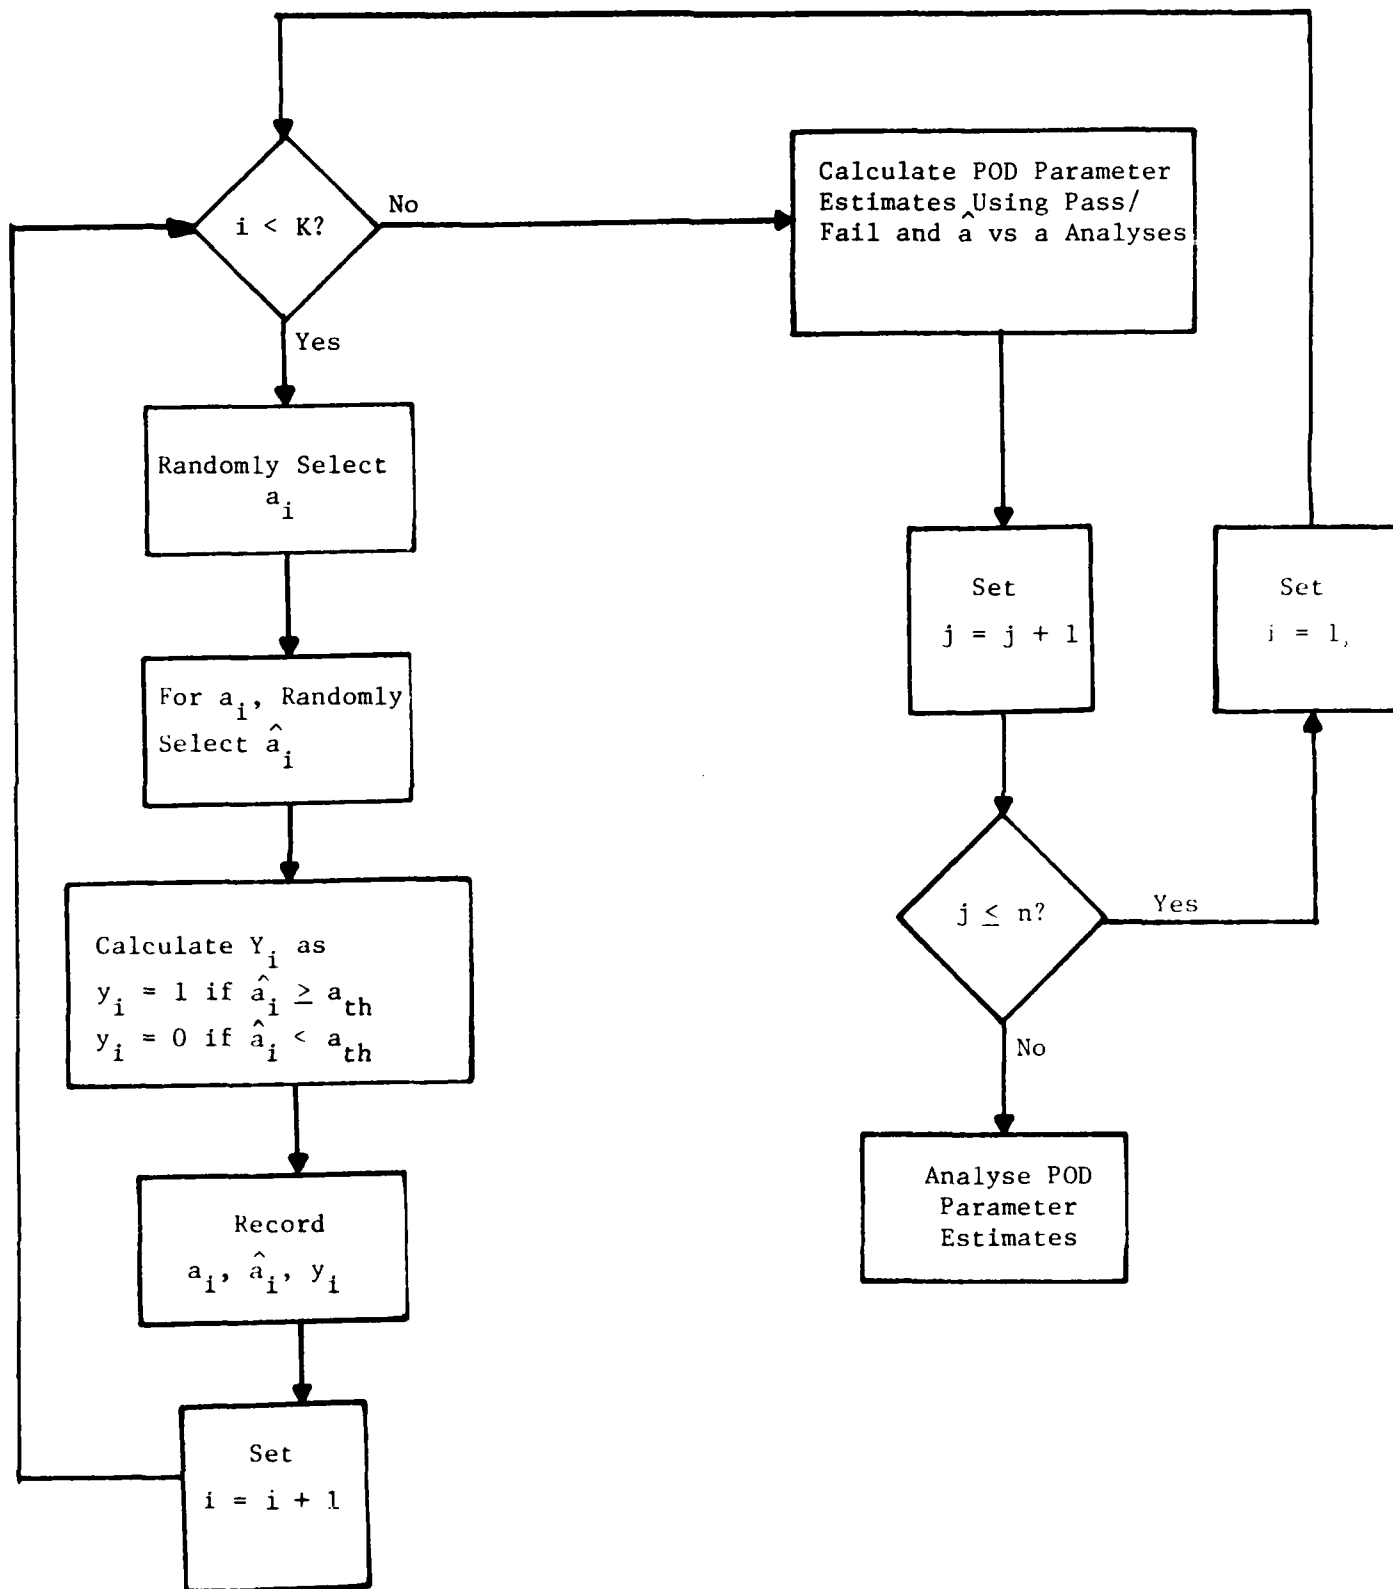 i < K?
No
Yes
Calculate POD Parameter
Estimates Using Pass/
Fail and â vs a Analyses
Randomly Select
a_i
For a_i, Randomly
Select â_i
Calculate Y_i as
y_i = 1 if â_i ≥ a_th
y_i = 0 if â_i < a_th
Record
a_i, â_i, y_i
Set
i = i + 1
Set
j = j + 1
Set
i = 1,
j ≤ n?
Yes
No
Analyse POD
Parameter
Estimates